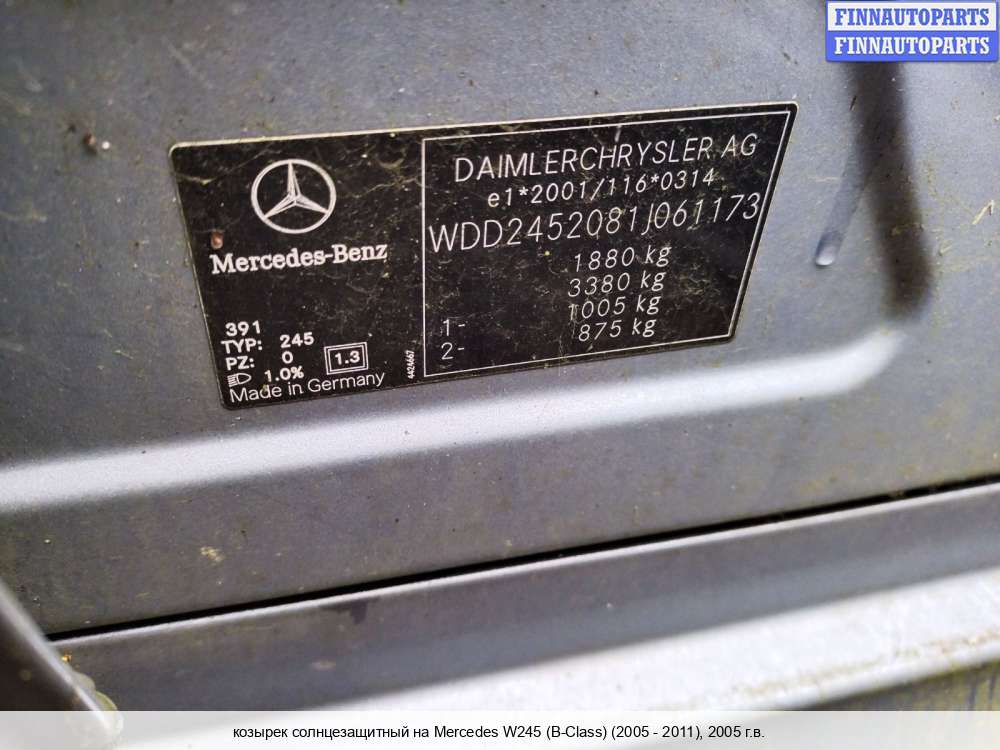 FINNAUTOPARTS
FINNAUTOPARTS
DAIMLERCHRYSLER AG
e1*2001/116*0314
WDD2452081J061173
1880 kg
3380 kg
1- 1005 kg
2- 875 kg
Mercedes-Benz
391
TYP: 245
PZ: 0
1.0%
1.3
Made in Germany
козырек солнцезащитный на Mercedes W245 (B-Class) (2005 - 2011), 2005 г.в.